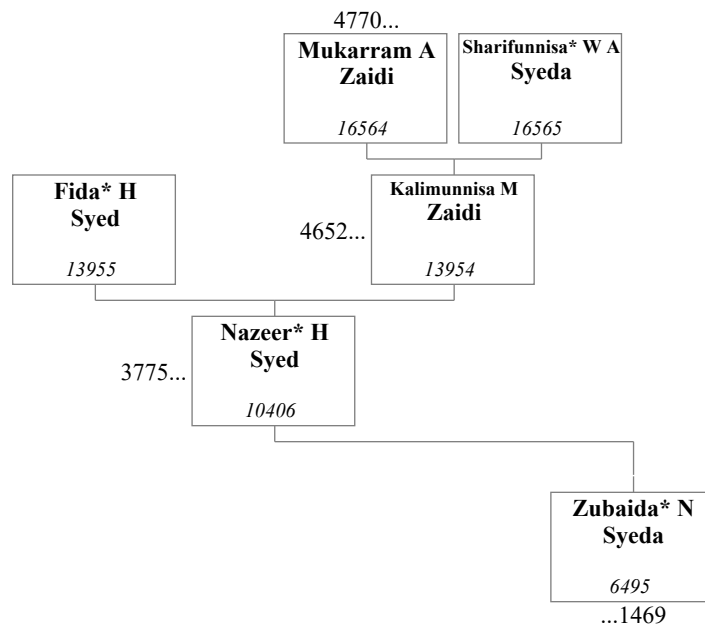 4770...
Mukarram A
Zaidi
16564
Sharifunnisa* W A
Syeda
16565
Fida* H
Syed
13955
4652...
Kalimunnisa M
Zaidi
13954
3775...
Nazeer* H
Syed
10406
Zubaida* N
Syeda
6495
...1469